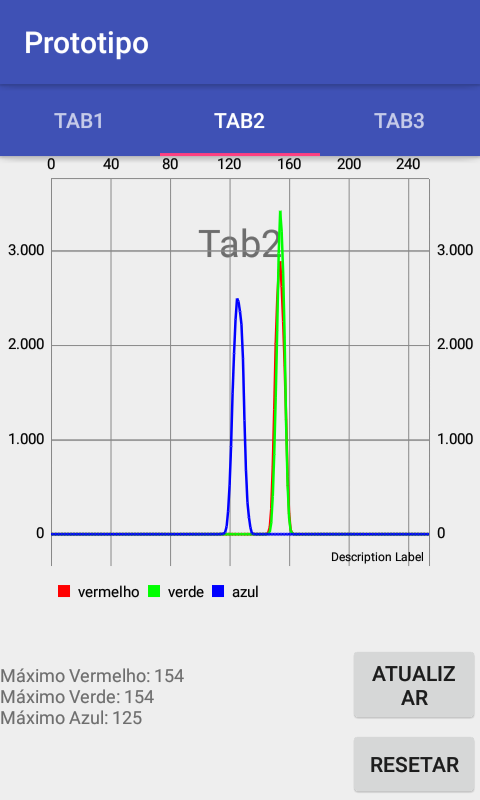 Prototipo
TAB1 TAB2 TAB3
0 40 80 120 160 200 240
Tab2
3.000 3.000
2.000 2.000
1.000 1.000
0 0
Description Label
vermelho verde azul
Máximo Vermelho: 154
Máximo Verde: 154
Máximo Azul: 125
ATUALIZ
AR
RESETAR